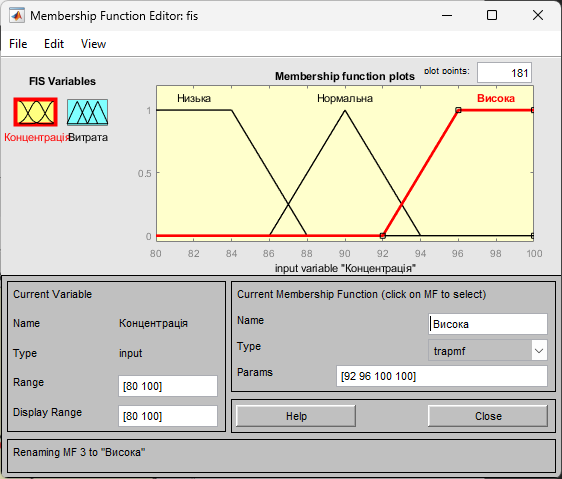 Membership Function Editor: fis
File Edit View
FIS Variables
Концентрація
Витрата
Membership function plots
plot points: 181
Низька Нормальна Висока
1
0.5
0
80 82 84 86 88 90 92 94 96 98 100
input variable "Концентрація"
Current Variable
Name Концентрація
Type input
Range [80 100]
Display Range [80 100]
Current Membership Function (click on MF to select)
Name Висока
Type trapmf
Params [92 96 100 100]
Help Close
Renaming MF 3 to "Висока"